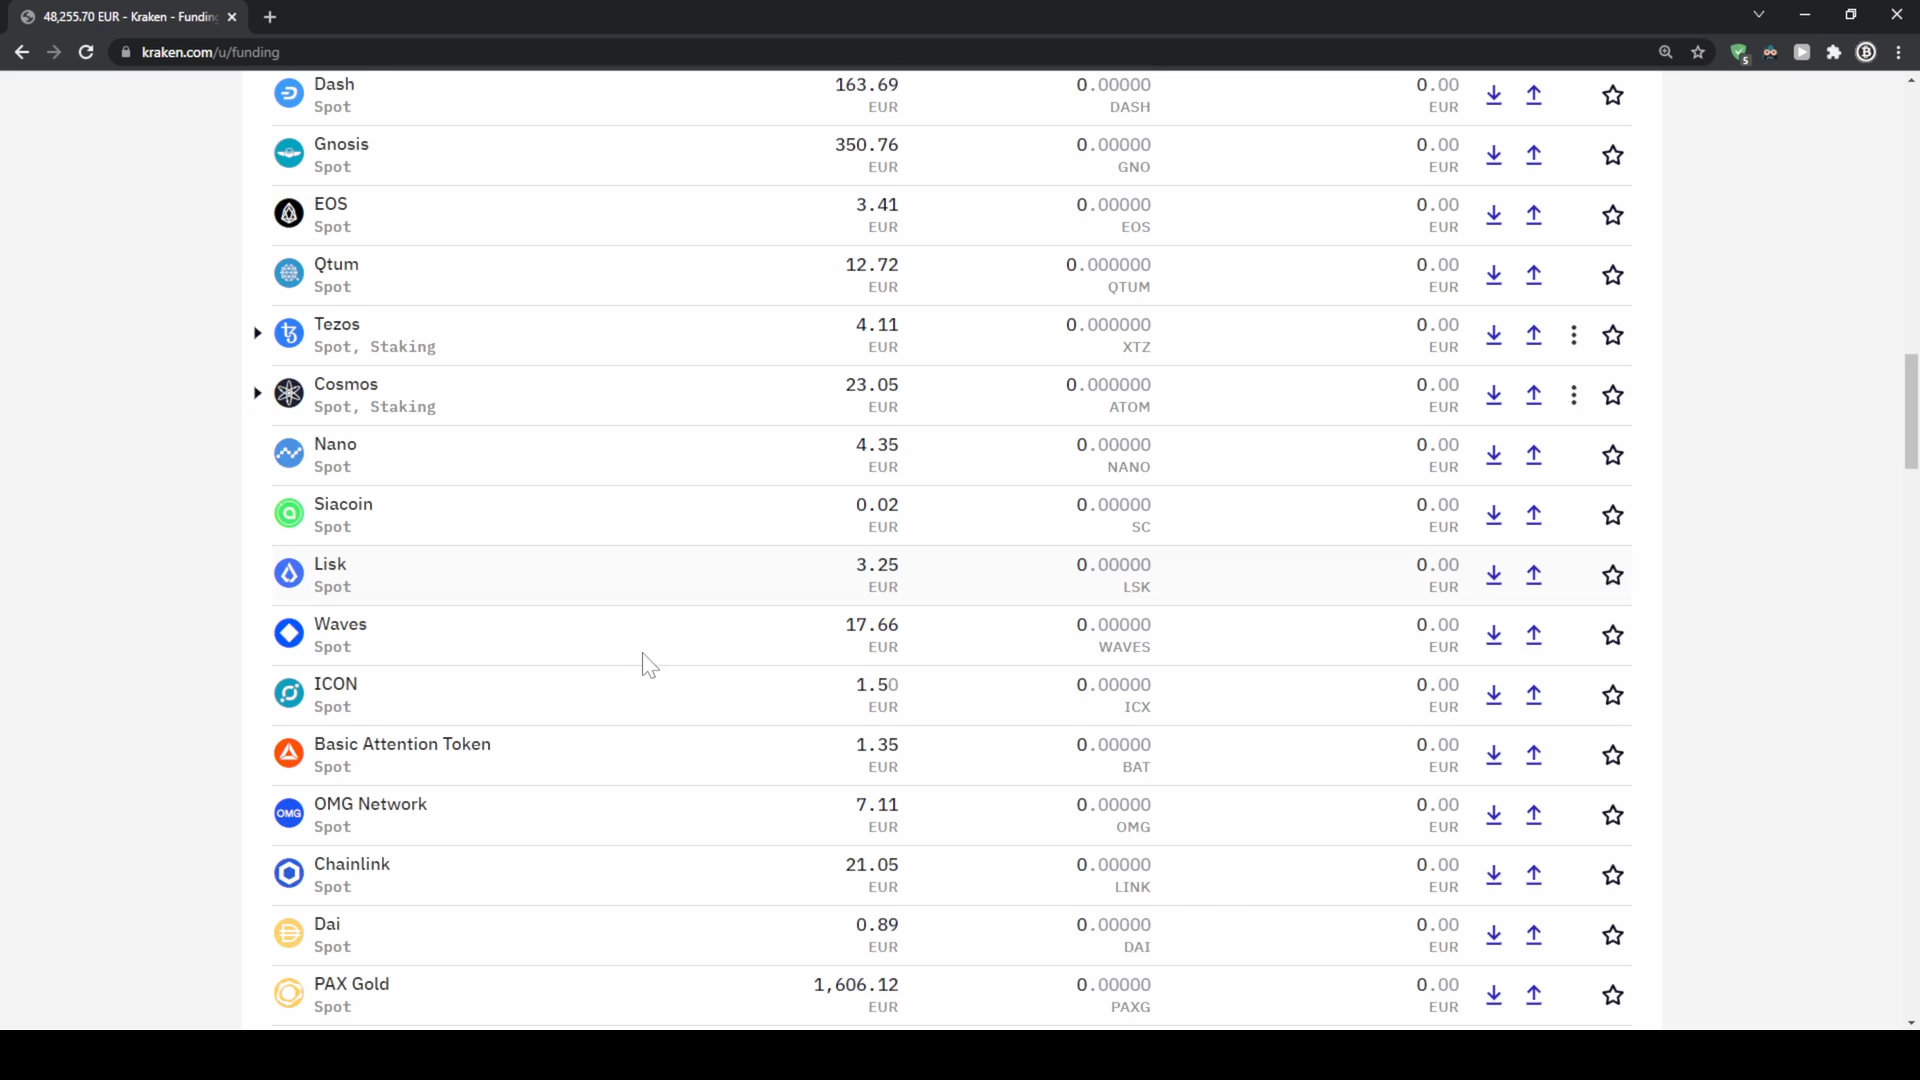 48,255.70 EUR - Kraken - Funding
kraken.com/u/funding
5
Dash 163.69 0.00000 0.00
Spot EUR DASH EUR
Gnosis 350.76 0.00000 0.00
Spot EUR GNO EUR
EOS 3.41 0.00000 0.00
Spot EUR EOS EUR
Qtum 12.72 0.000000 0.00
Spot EUR QTUM EUR
Tezos 4.11 0.000000 0.00
Spot, Staking EUR XTZ EUR
Cosmos 23.05 0.000000 0.00
Spot, Staking EUR ATOM EUR
Nano 4.35 0.00000 0.00
Spot EUR NANO EUR
Siacoin 0.02 0.00000 0.00
Spot EUR SC EUR
Lisk 3.25 0.00000 0.00
Spot EUR LSK EUR
Waves 17.66 0.00000 0.00
Spot EUR WAVES EUR
ICON 1.50 0.00000 0.00
Spot EUR ICX EUR
Basic Attention Token 1.35 0.00000 0.00
Spot EUR BAT EUR
OMG Network 7.11 0.00000 0.00
OMG
Spot EUR OMG EUR
Chainlink 21.05 0.00000 0.00
Spot EUR LINK EUR
Dai 0.89 0.00000 0.00
Spot EUR DAI EUR
PAX Gold 1,606.12 0.00000 0.00
Spot EUR PAXG EUR